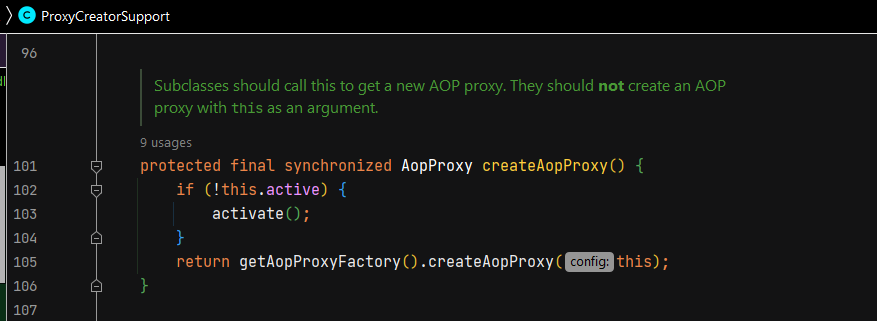 ProxyCreatorSupport
96
Subclasses should call this to get a new AOP proxy. They should not create an AOP
proxy with this as an argument.
9 usages
101 protected final synchronized AopProxy createAopProxy() {
102 if (!this.active) {
103 activate();
104 }
105 return getAopProxyFactory().createAopProxy( config: this);
106 }
107